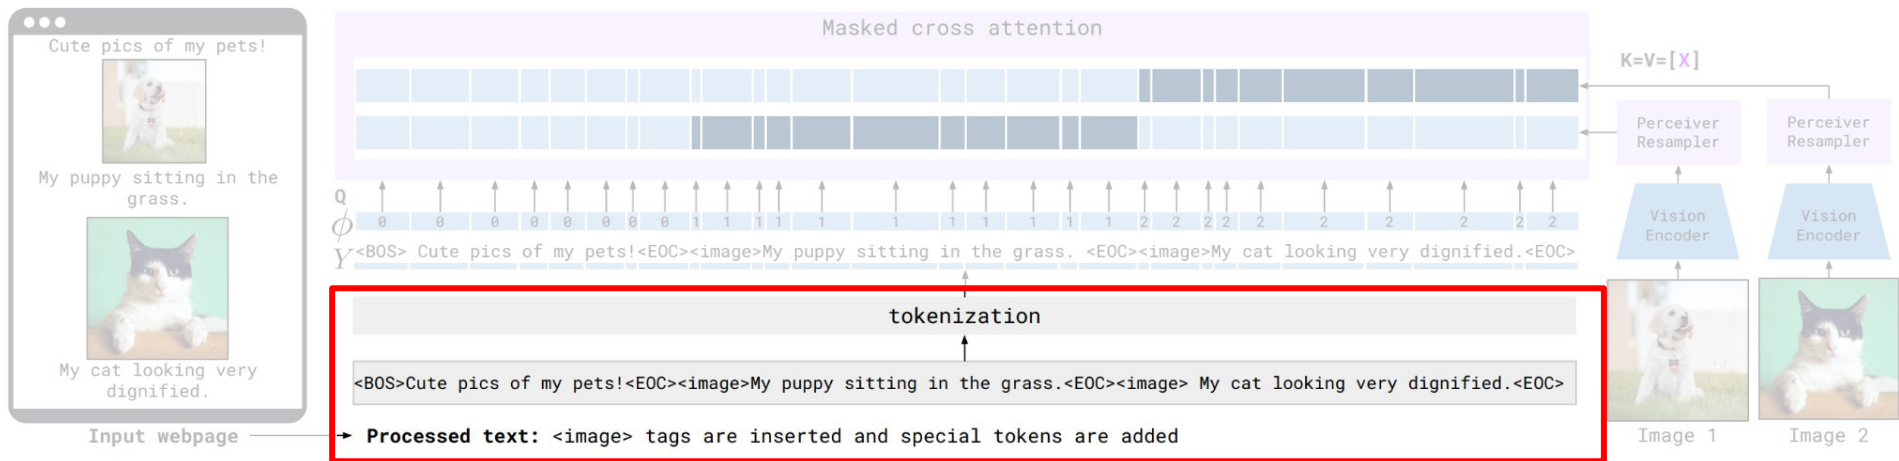 Cute pics of my pets!
My puppy sitting in the
grass.
My cat looking very
dignified.
Input webpage
Masked cross attention
K=V=[X]
Perceiver
Resampler
Perceiver
Resampler
Q
ϕ 0 0 0 0 0 0 0 0 1 1 1 1 1 1 1 1 1 1 1 2 2 2 2 2 2 2 2 2 2
Y <BOS> Cute pics of my pets!<EOC><image>My puppy sitting in the grass. <EOC><image>My cat looking very dignified.<EOC>
Vision
Encoder
Vision
Encoder
tokenization
<BOS>Cute pics of my pets!<EOC><image>My puppy sitting in the grass.<EOC><image> My cat looking very dignified.<EOC>
Processed text: <image> tags are inserted and special tokens are added
Image 1
Image 2